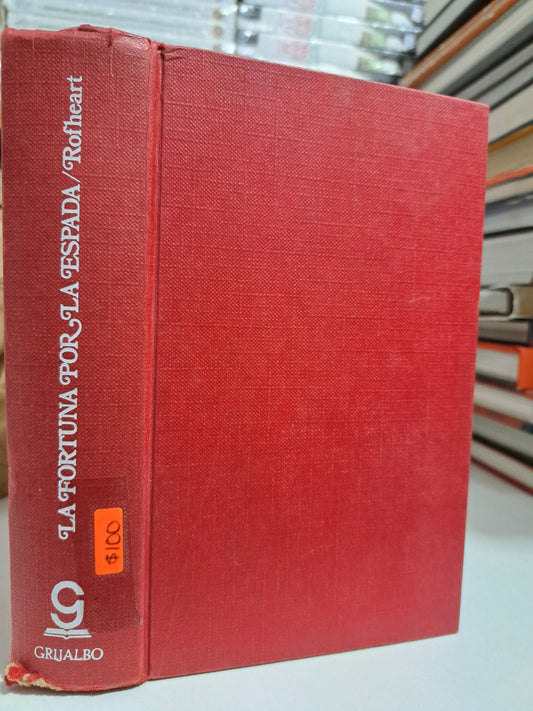 LA FORTUNA POR LA ESPADA / Rofheart
$100
GRIJALBO